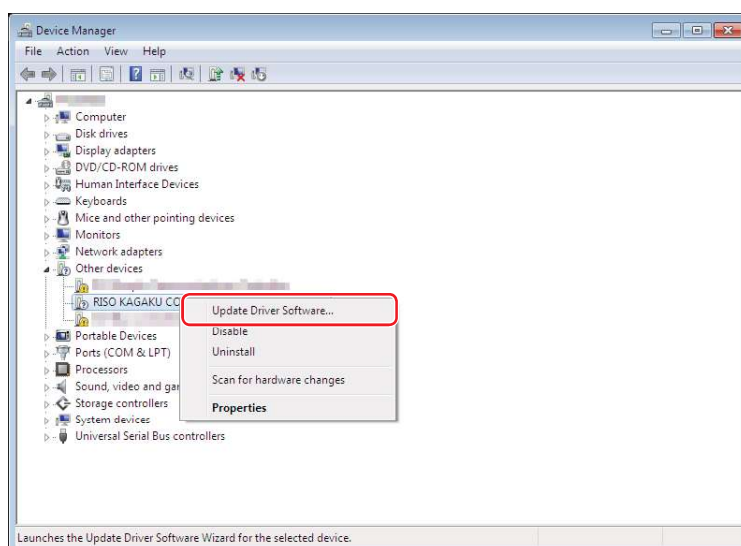 Device Manager
File Action View Help
Computer
Disk drives
Display adapters
DVD/CD-ROM drives
Human Interface Devices
Keyboards
Mice and other pointing devices
Monitors
Network adapters
Other devices
RISO KAGAKU CO
Update Driver Software...
Disable
Uninstall
Scan for hardware changes
Properties
Portable Devices
Ports (COM & LPT)
Processors
Sound, video and gar
Storage controllers
System devices
Universal Serial Bus controllers
Launches the Update Driver Software Wizard for the selected device.